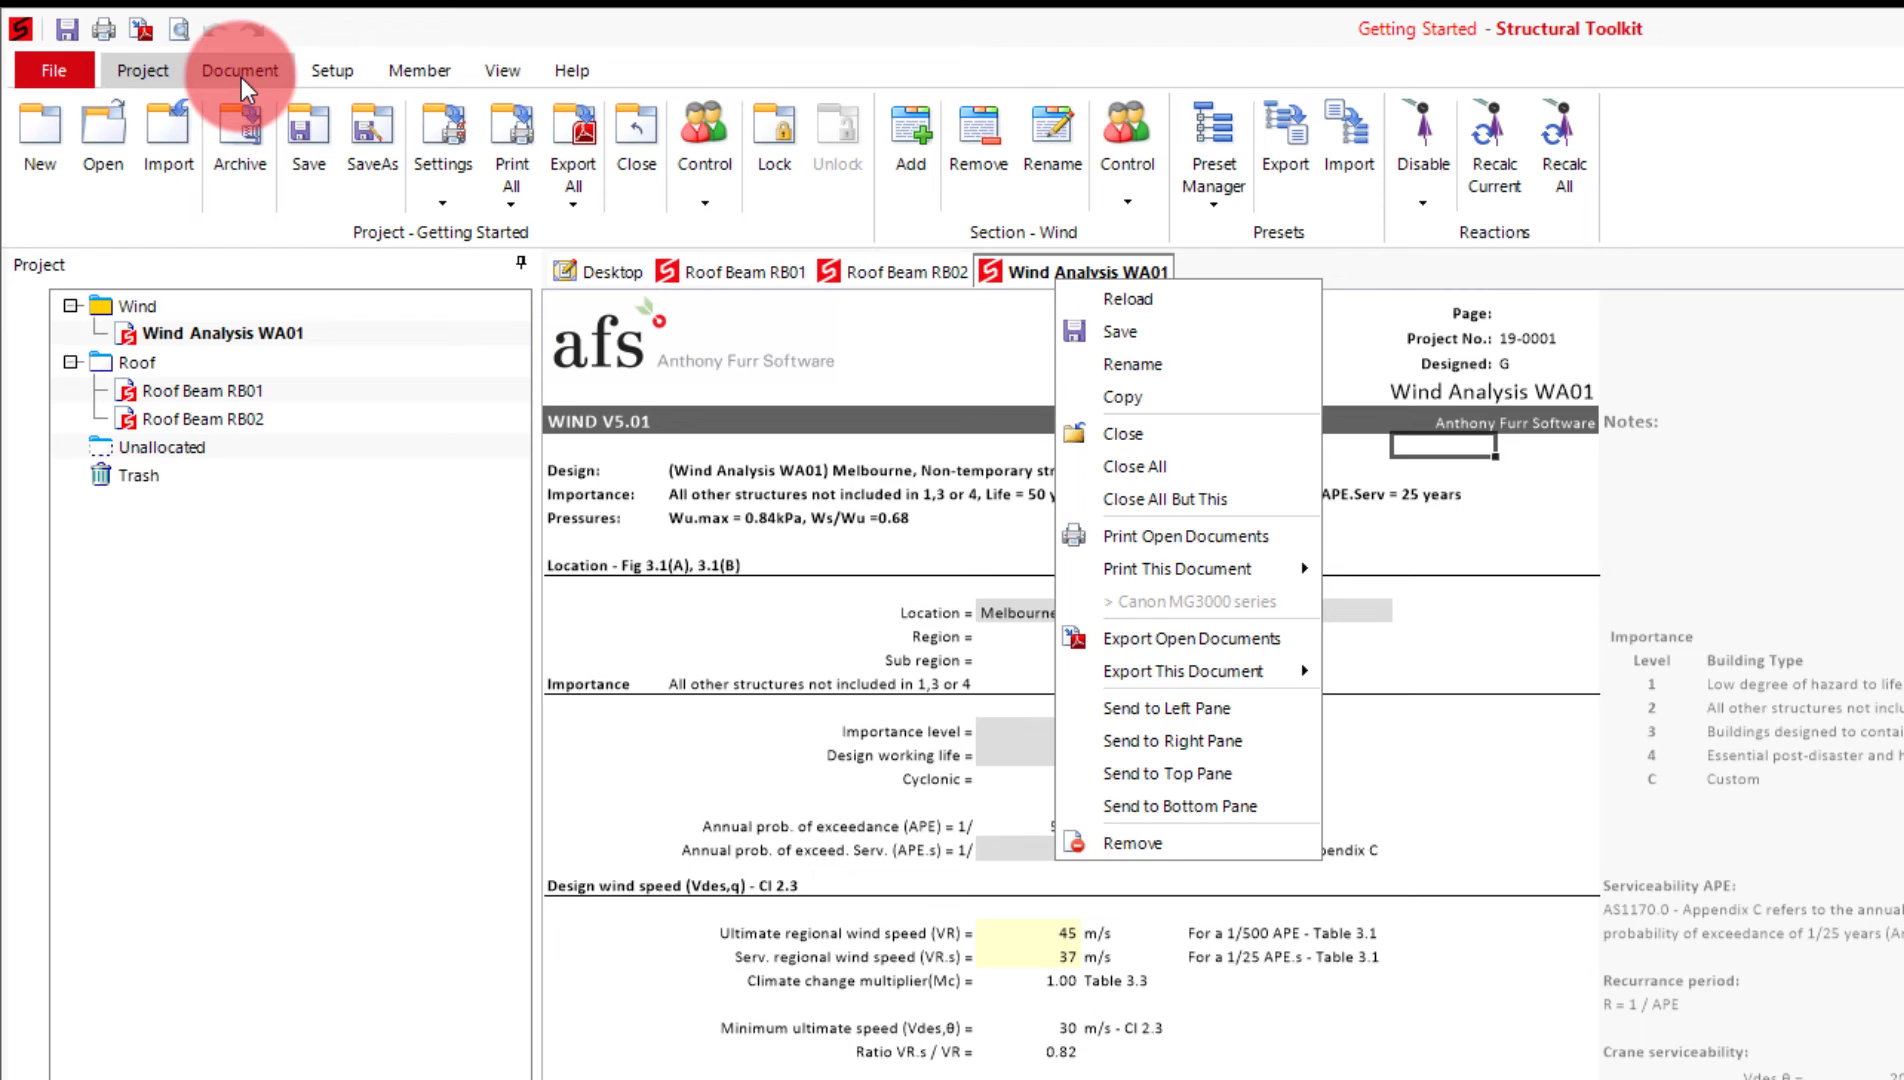 Getting Started - Structural Toolkit
File Project Document Setup Member View Help
New Open Import Archive Save SaveAs Settings Print All Export All Close Control Lock Unlock Add Remove Rename Control Preset Manager Export Import Disable Recalc Current Recalc All
Project - Getting Started Section - Wind Presets Reactions
Project
Desktop Roof Beam RB01 Roof Beam RB02 Wind Analysis WA01
Wind
Wind Analysis WA01
Roof
Roof Beam RB01
Roof Beam RB02
Unallocated
Trash
Reload
Save
Rename
Copy
Close
Close All
Close All But This
Print Open Documents
Print This Document
> Canon MG3000 series
Export Open Documents
Export This Document
Send to Left Pane
Send to Right Pane
Send to Top Pane
Send to Bottom Pane
Remove
afs Anthony Furr Software
Page:
Project No.: 19-0001
Designed: G
Wind Analysis WA01
WIND V5.01 Anthony Furr Software Notes:
Design: (Wind Analysis WA01) Melbourne, Non-temporary
Importance: All other structures not included in 1,3 or 4, Life = 50 APE.Serv = 25 years
Pressures: Wu.max = 0.84kPa, Ws/Wu =0.68
Location - Fig 3.1(A), 3.1(B)
Location = Melbourne
Region =
Sub region =
Importance All other structures not included in 1,3 or 4
Importance level =
Design working life =
Cyclonic =
Annual prob. of exceedance (APE) = 1/
Annual prob. of exceed. Serv. (APE.s) = 1/ C
Design wind speed (Vdes,q) - Cl 2.3
Ultimate regional wind speed (VR) = 45 m/s For a 1/500 APE - Table 3.1
Serv. regional wind speed (VR.s) = 37 m/s For a 1/25 APE.s - Table 3.1
Climate change multiplier(Mc) = 1.00 Table 3.3
Minimum ultimate speed (Vdes,θ) = 30 m/s - Cl 2.3
Ratio VR.s / VR = 0.82
Importance
Level Building Type
1 Low degree of hazard to life
2 All other structures not
3 Buildings designed to
4 Essential post-disaster and
C Custom
Serviceability APE:
AS1170.0 - Appendix C refers to the annual
probability of exceedance of 1/25 years
Recurrance period:
R = 1 / APE
Crane serviceability: